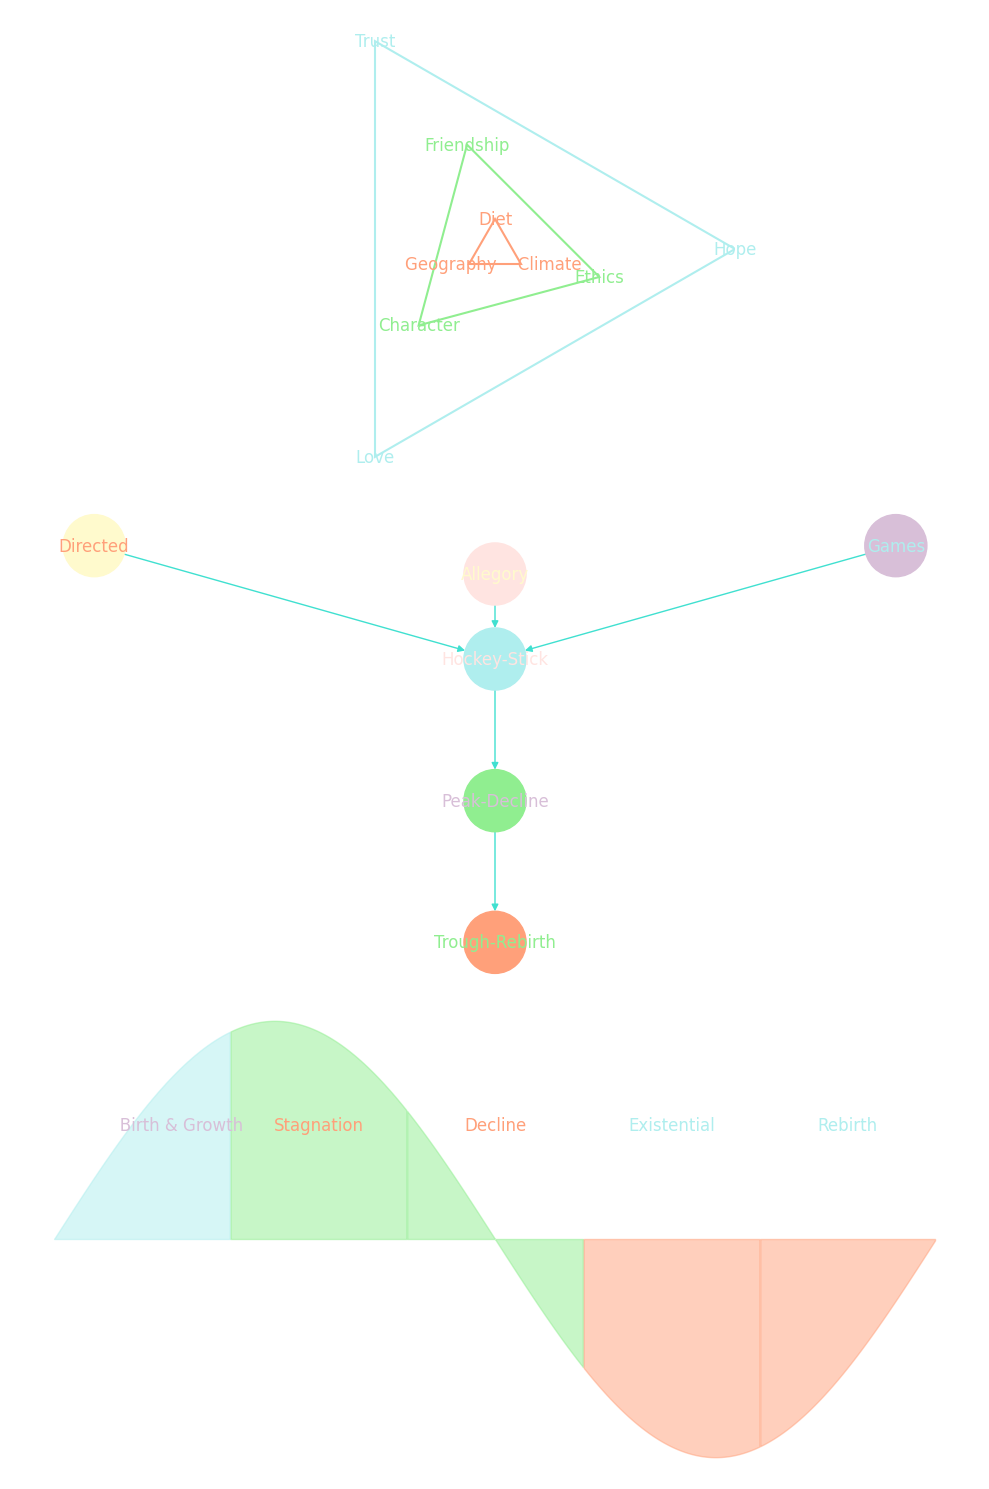 Trust
Friendship
Diet
Hope
Geography
Climate
Ethics
Character
Love
Directed
Games
Allegory
Hockey-Stick
Peak-Decline
Trough-Rebirth
Birth & Growth
Stagnation
Decline
Existential
Rebirth